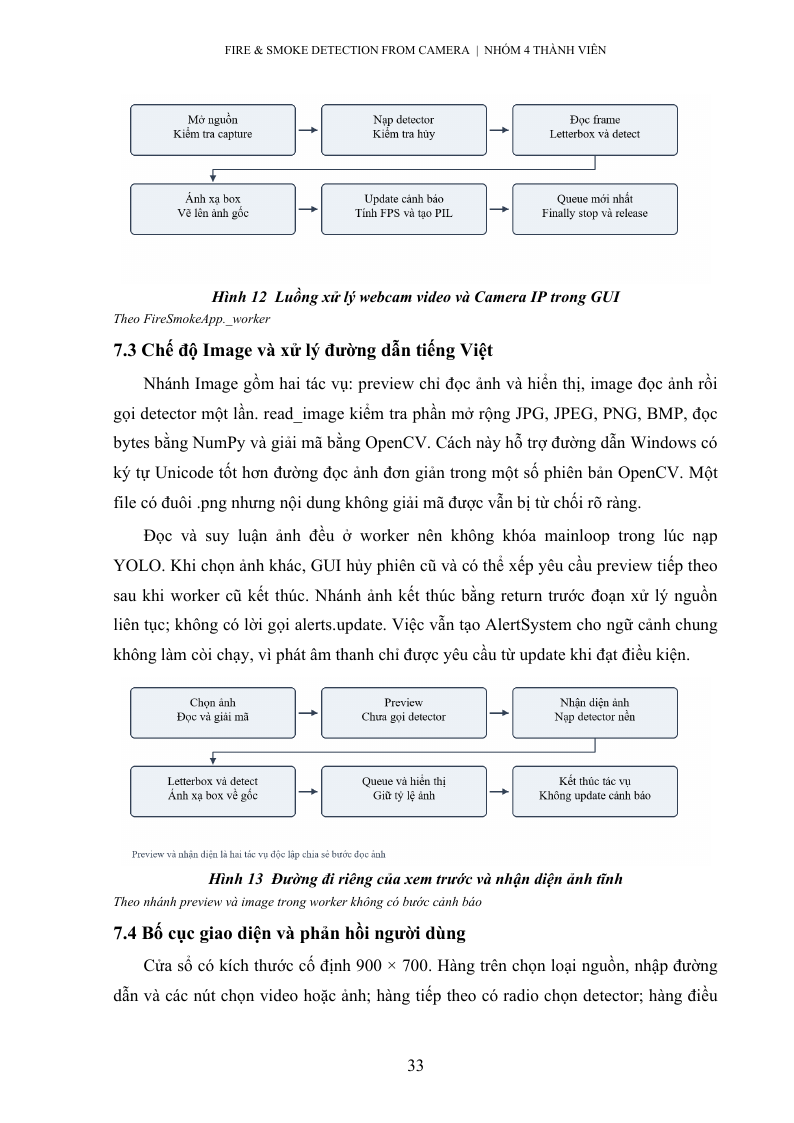 FIRE & SMOKE DETECTION FROM CAMERA | NHÓM 4 THÀNH VIÊN
Mở nguồn
Kiểm tra capture
Nạp detector
Kiểm tra hủy
Đọc frame
Letterbox và detect
Ánh xạ box
Vẽ lên ảnh gốc
Update cảnh báo
Tính FPS và tạo PIL
Queue mới nhất
Finally stop và release
Hình 12 Luồng xử lý webcam video và Camera IP trong GUI
Theo FireSmokeApp._worker
7.3 Chế độ Image và xử lý đường dẫn tiếng Việt
Nhánh Image gồm hai tác vụ: preview chỉ đọc ảnh và hiển thị, image đọc ảnh rồi
gọi detector một lần. read_image kiểm tra phần mở rộng JPG, JPEG, PNG, BMP, đọc
bytes bằng NumPy và giải mã bằng OpenCV. Cách này hỗ trợ đường dẫn Windows có
ký tự Unicode tốt hơn đường đọc ảnh đơn giản trong một số phiên bản OpenCV. Một
file có đuôi .png nhưng nội dung không giải mã được vẫn bị từ chối rõ ràng.
Đọc và suy luận ảnh đều ở worker nên không khóa mainloop trong lúc nạp
YOLO. Khi chọn ảnh khác, GUI hủy phiên cũ và có thể xếp yêu cầu preview tiếp theo
sau khi worker cũ kết thúc. Nhánh ảnh kết thúc bằng return trước đoạn xử lý nguồn
liên tục; không có lời gọi alerts.update. Việc vẫn tạo AlertSystem cho ngữ cảnh chung
không làm còi chạy, vì phát âm thanh chỉ được yêu cầu từ update khi đạt điều kiện.
Chọn ảnh
Đọc và giải mã
Preview
Chưa gọi detector
Nhận diện ảnh
Nạp detector nền
Letterbox và detect
Ánh xạ box về gốc
Queue và hiển thị
Giữ tỷ lệ ảnh
Kết thúc tác vụ
Không update cảnh báo
Preview và nhận diện là hai tác vụ độc lập chia sẻ bước đọc ảnh
Hình 13 Đường đi riêng của xem trước và nhận diện ảnh tĩnh
Theo nhánh preview và image trong worker không có bước cảnh báo
7.4 Bố cục giao diện và phản hồi người dùng
Cửa sổ có kích thước cố định 900 × 700. Hàng trên chọn loại nguồn, nhập đường
dẫn và các nút chọn video hoặc ảnh; hàng tiếp theo có radio chọn detector; hàng điều
33